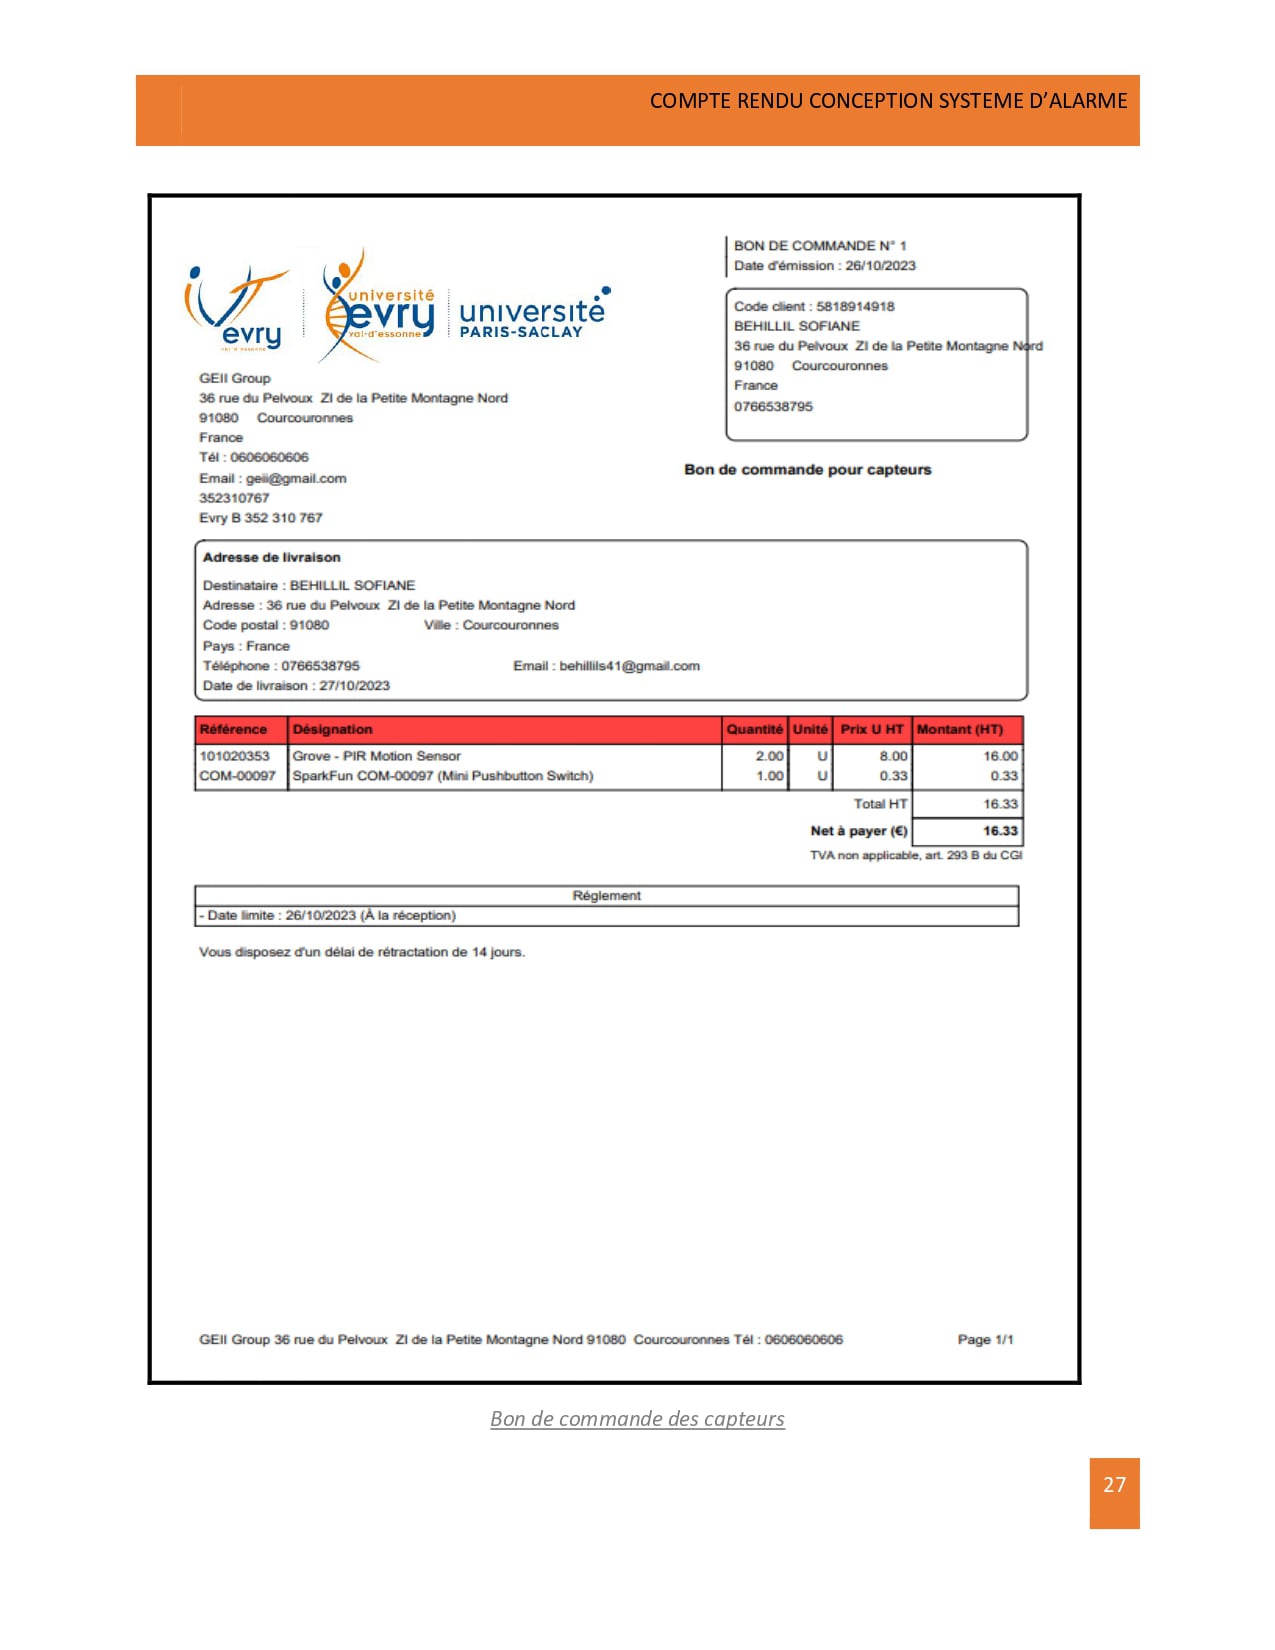 COMPTE RENDU CONCEPTION SYSTEME D’ALARME
evry
val-d'essonne
université
evry
val-d'essonne
université
PARIS-SACLAY
BON DE COMMANDE N° 1
Date d'émission : 26/10/2023
Code client : 5818914918
BEHILLIL SOFIANE
36 rue du Pelvoux ZI de la Petite Montagne Nord
91080 Courcouronnes
France
0766538795
GEII Group
36 rue du Pelvoux ZI de la Petite Montagne Nord
91080 Courcouronnes
France
Tél : 0606060606
Email : geii@gmail.com
352310767
Evry B 352 310 767
Bon de commande pour capteurs
Adresse de livraison
Destinataire : BEHILLIL SOFIANE
Adresse : 36 rue du Pelvoux ZI de la Petite Montagne Nord
Code postal : 91080 Ville : Courcouronnes
Pays : France
Téléphone : 0766538795 Email : behillils41@gmail.com
Date de livraison : 27/10/2023
Référence Désignation Quantité Unité Prix U HT Montant (HT)
101020353 Grove - PIR Motion Sensor 2.00 U 8.00 16.00
COM-00097 SparkFun COM-00097 (Mini Pushbutton Switch) 1.00 U 0.33 0.33
Total HT 16.33
Net à payer (€) 16.33
TVA non applicable, art. 293 B du CGI
Réglement
- Date limite : 26/10/2023 (À la réception)
Vous disposez d'un délai de rétractation de 14 jours.
GEII Group 36 rue du Pelvoux ZI de la Petite Montagne Nord 91080 Courcouronnes Tél : 0606060606 Page 1/1
Bon de commande des capteurs
27